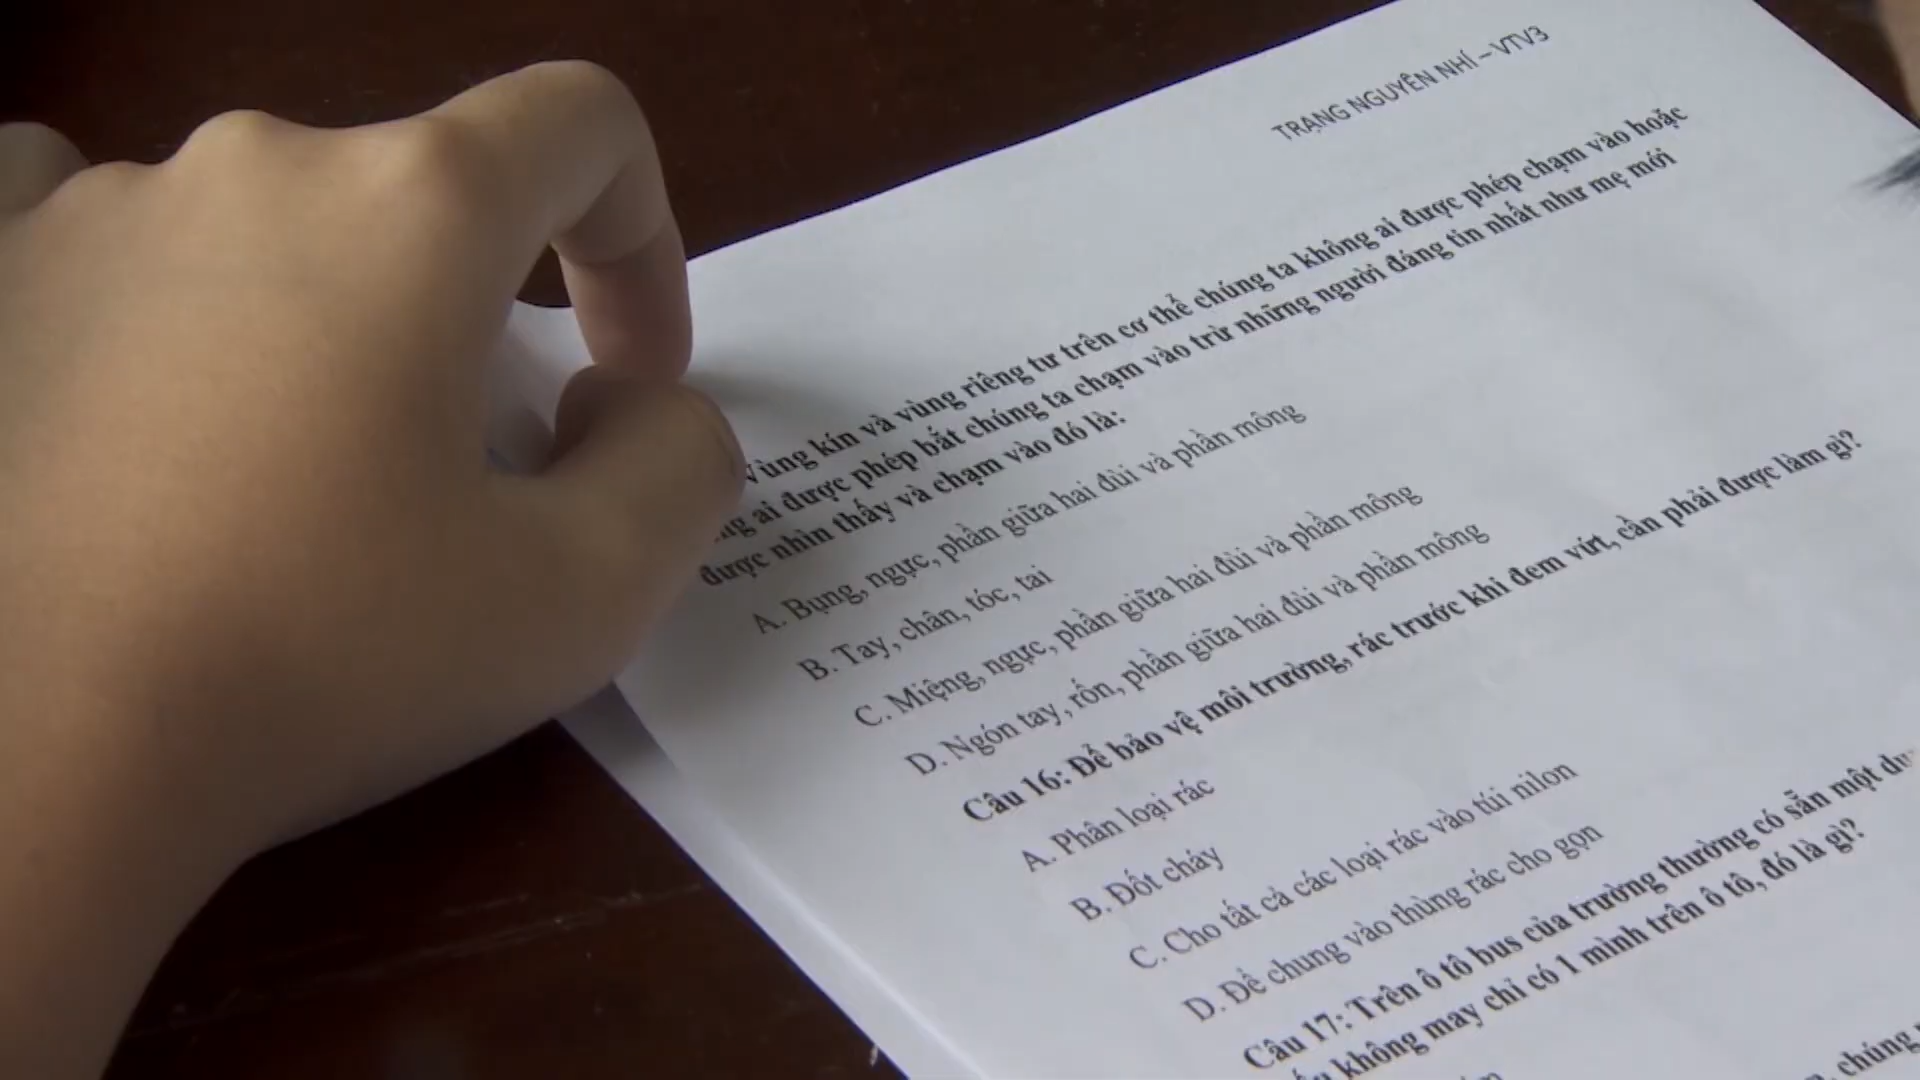 TRẠNG NGUYÊN NHÍ – VTV3
Vùng kín và vùng riêng tư trên cơ thể chúng ta không ai được phép chạm vào hoặc
ai được phép bắt chúng ta chạm vào trừ những người đáng tin nhất như mẹ mới
được nhìn thấy và chạm vào đó là:
A. Bụng, ngực, phần giữa hai đùi và phần mông
B. Tay, chân, tóc, tai
C. Miệng, ngực, phần giữa hai đùi và phần mông
D. Ngón tay, rốn, phần giữa hai đùi và phần mông
Câu 16: Để bảo vệ môi trường, rác trước khi đem vứt, cần phải được làm gì?
A. Phân loại rác
B. Đốt cháy
C. Cho tất cả các loại rác vào túi nilon
D. Để chung vào thùng rác cho gọn
Câu 17: Trên ô tô bus của trường thường có sẵn một
không may chỉ có 1 mình trên ô tô, đó là gì?